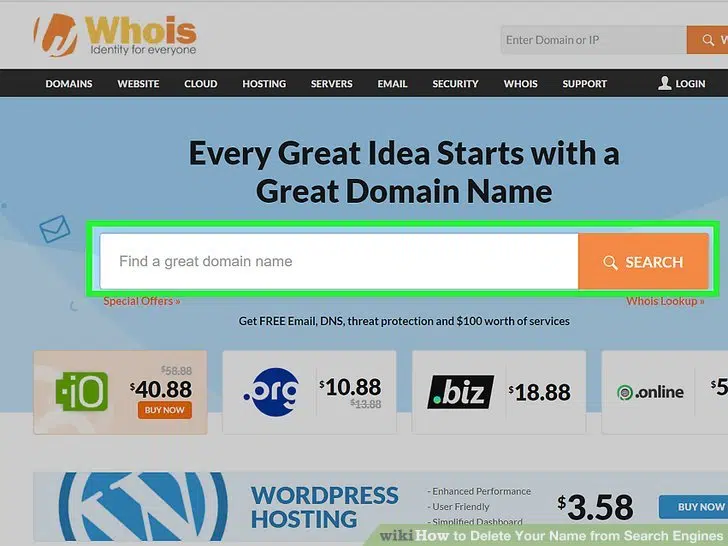 Whois
Identity for everyone
Enter Domain or IP
DOMAINS WEBSITE CLOUD HOSTING SERVERS EMAIL SECURITY WHOIS SUPPORT LOGIN
Every Great Idea Starts with a
Great Domain Name
Find a great domain name SEARCH
Special Offers » Whois Lookup »
Get FREE Email, DNS, threat protection and $100 worth of services
.iO $58.88 $40.88
BUY NOW
.org $10.88 $13.88
.biz $18.88
.online
WORDPRESS
HOSTING
- Enhanced Performance
- User Friendly
- Simplified Dashboard
$3.58
BUY NOW
wikiHow to Delete Your Name from Search Engines